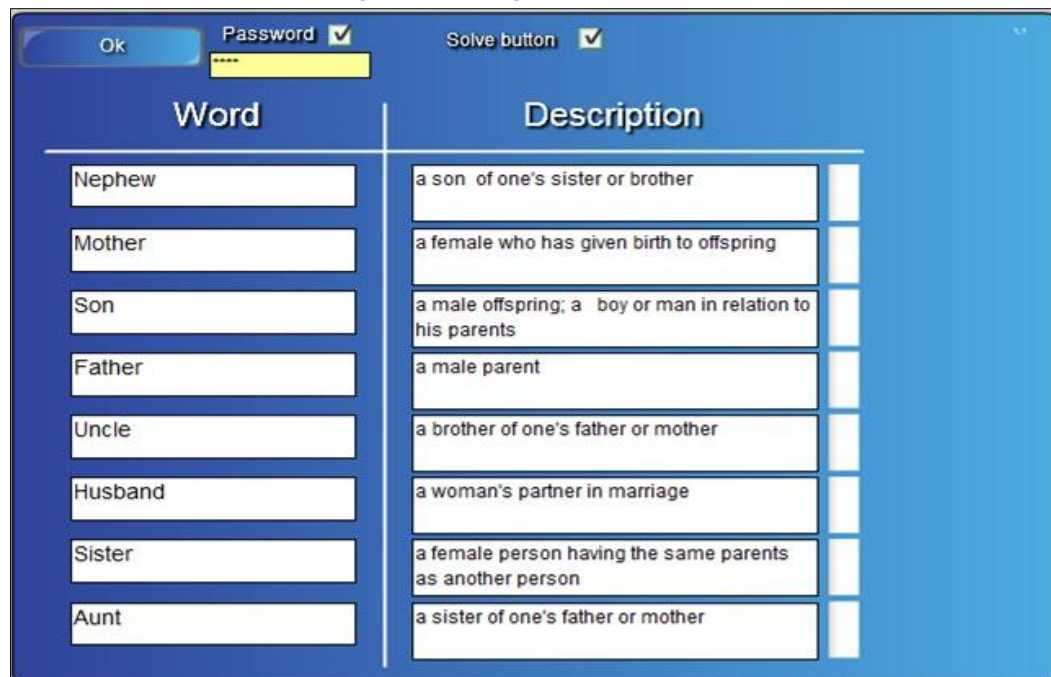 Ok
Password
****
Solve button
Word
Description
Nephew
a son of one's sister or brother
Mother
a female who has given birth to offspring
Son
a male offspring; a boy or man in relation to
his parents
Father
a male parent
Uncle
a brother of one's father or mother
Husband
a woman's partner in marriage
Sister
a female person having the same parents
as another person
Aunt
a sister of one's father or mother